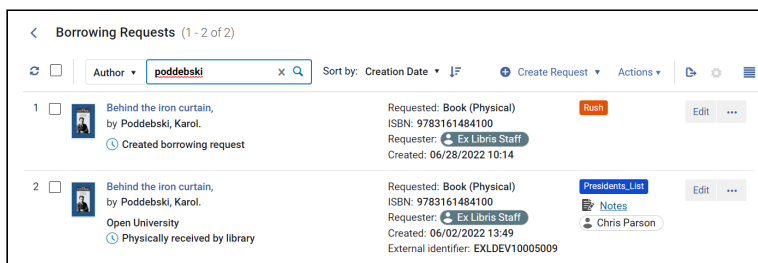 Borrowing Requests (1 - 2 of 2)
Author poddebski X Sort by: Creation Date Create Request Actions
1 Behind the iron curtain,
by Poddebski, Karol.
Created borrowing request
Requested: Book (Physical)
ISBN: 9783161484100
Requester: Ex Libris Staff
Created: 06/28/2022 10:14
Rush
Edit
2 Behind the iron curtain,
by Poddebski, Karol.
Open University
Physically received by library
Requested: Book (Physical)
ISBN: 9783161484100
Requester: Ex Libris Staff
Created: 06/02/2022 13:49
External identifier: EXLDEV10005009
Presidents_List
Notes
Chris Parson
Edit